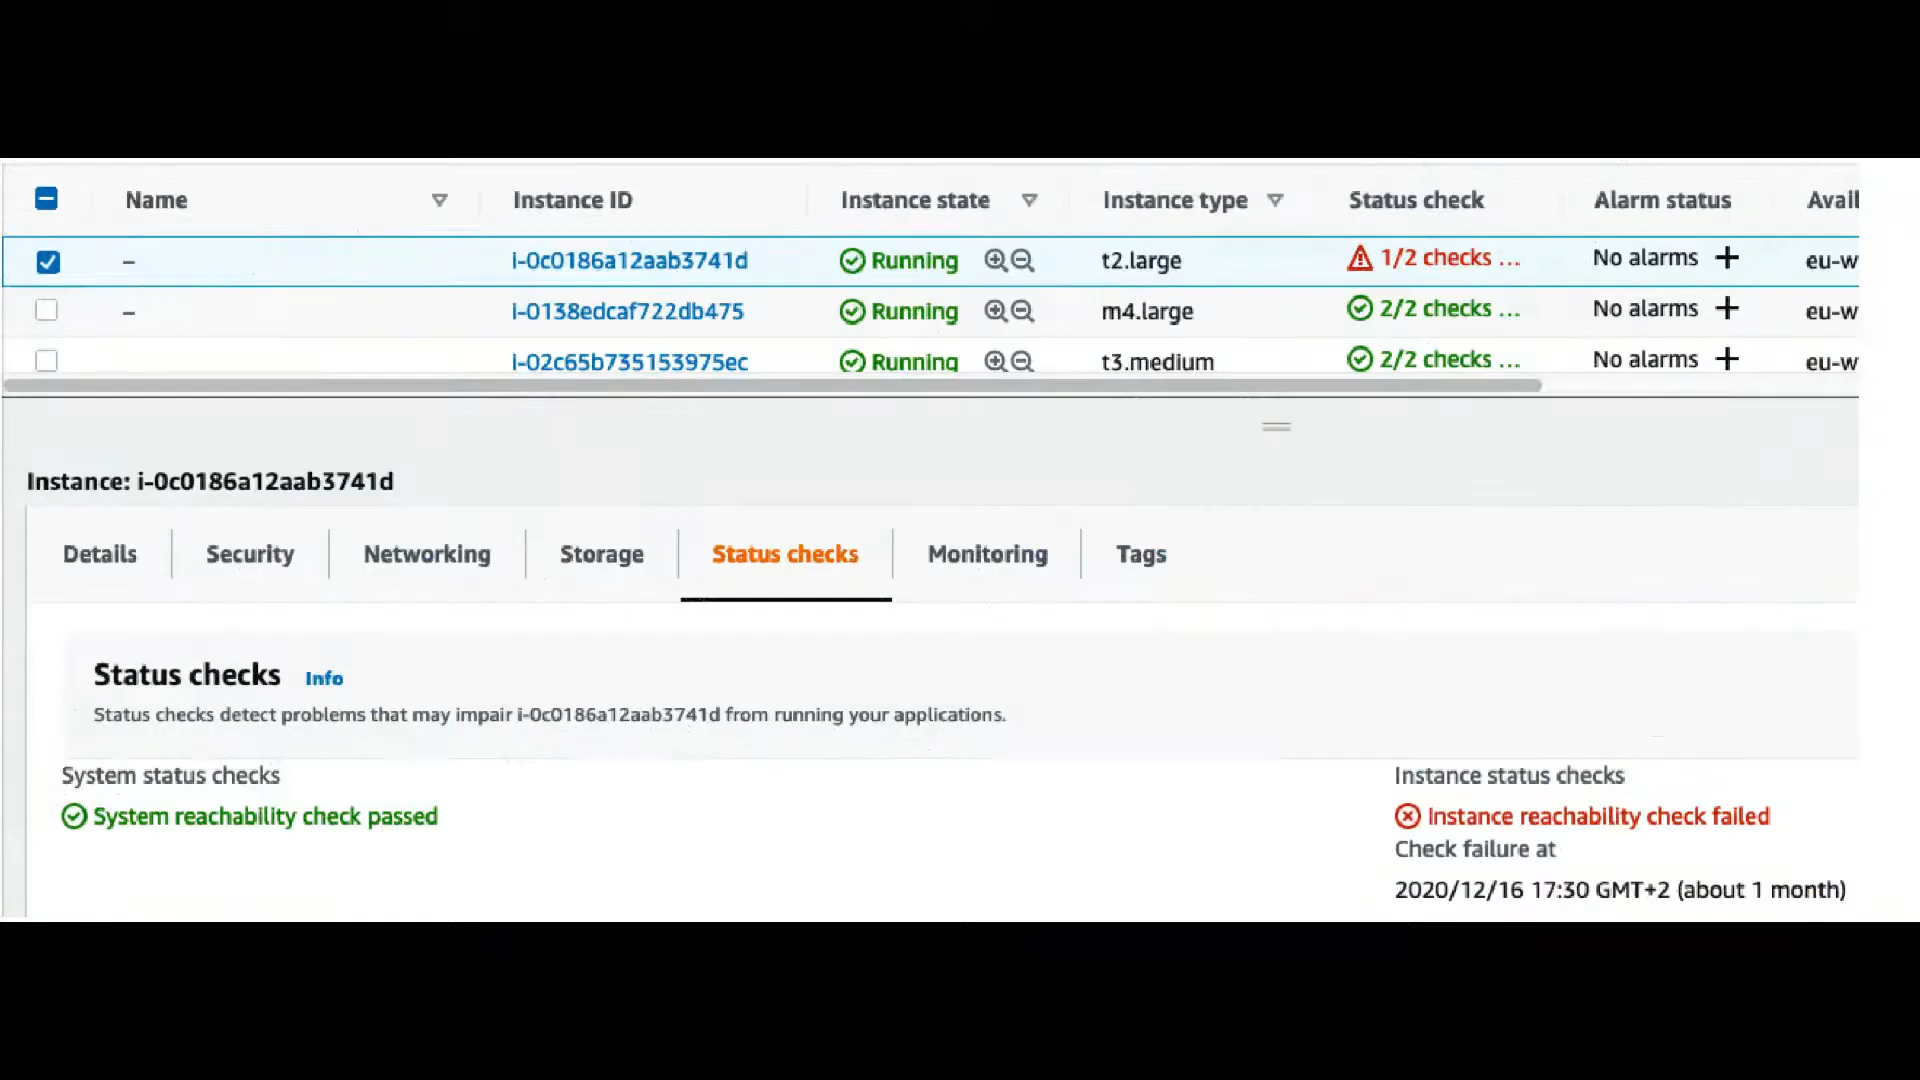 Name Instance ID Instance state Instance type Status check Alarm status Avail
– i-0c0186a12aab3741d Running t2.large 1/2 checks ... No alarms + eu-w
– i-0138edcaf722db475 Running m4.large 2/2 checks ... No alarms + eu-w
i-02c65b735153975ec Running t3.medium 2/2 checks ... No alarms + eu-w
Instance: i-0c0186a12aab3741d
Details Security Networking Storage Status checks Monitoring Tags
Status checks Info
Status checks detect problems that may impair i-0c0186a12aab3741d from running your applications.
System status checks Instance status checks
System reachability check passed Instance reachability check failed
Check failure at
2020/12/16 17:30 GMT+2 (about 1 month)